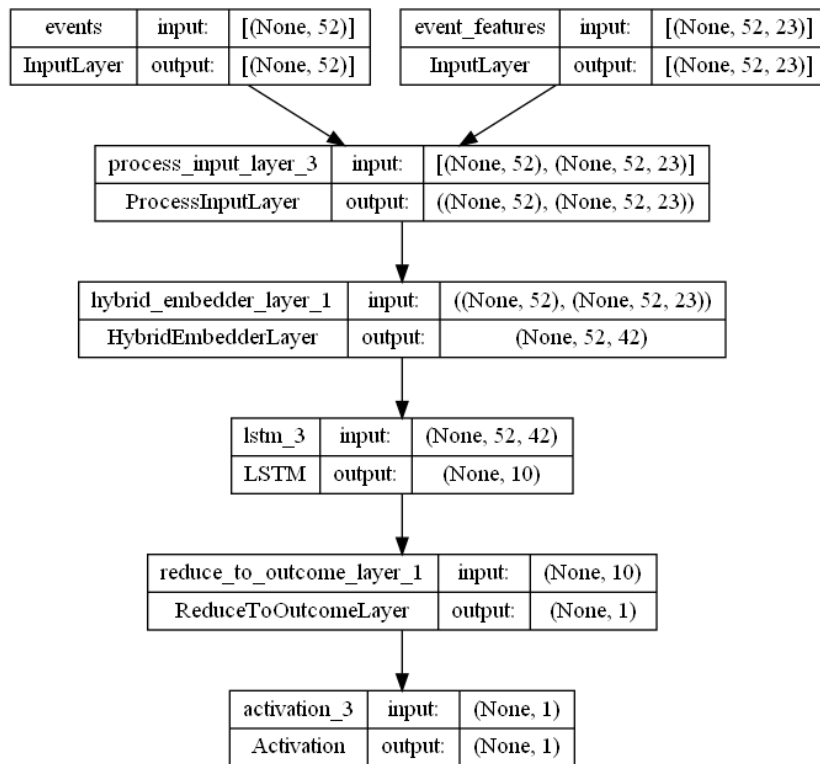 events input: [(None, 52)]
InputLayer output: [(None, 52)]
event_features input: [(None, 52, 23)]
InputLayer output: [(None, 52, 23)]
process_input_layer_3 input: [(None, 52), (None, 52, 23)]
ProcessInputLayer output: ((None, 52), (None, 52, 23))
hybrid_embedder_layer_1 input: ((None, 52), (None, 52, 23))
HybridEmbedderLayer output: (None, 52, 42)
lstm_3 input: (None, 52, 42)
LSTM output: (None, 10)
reduce_to_outcome_layer_1 input: (None, 10)
ReduceToOutcomeLayer output: (None, 1)
activation_3 input: (None, 1)
Activation output: (None, 1)